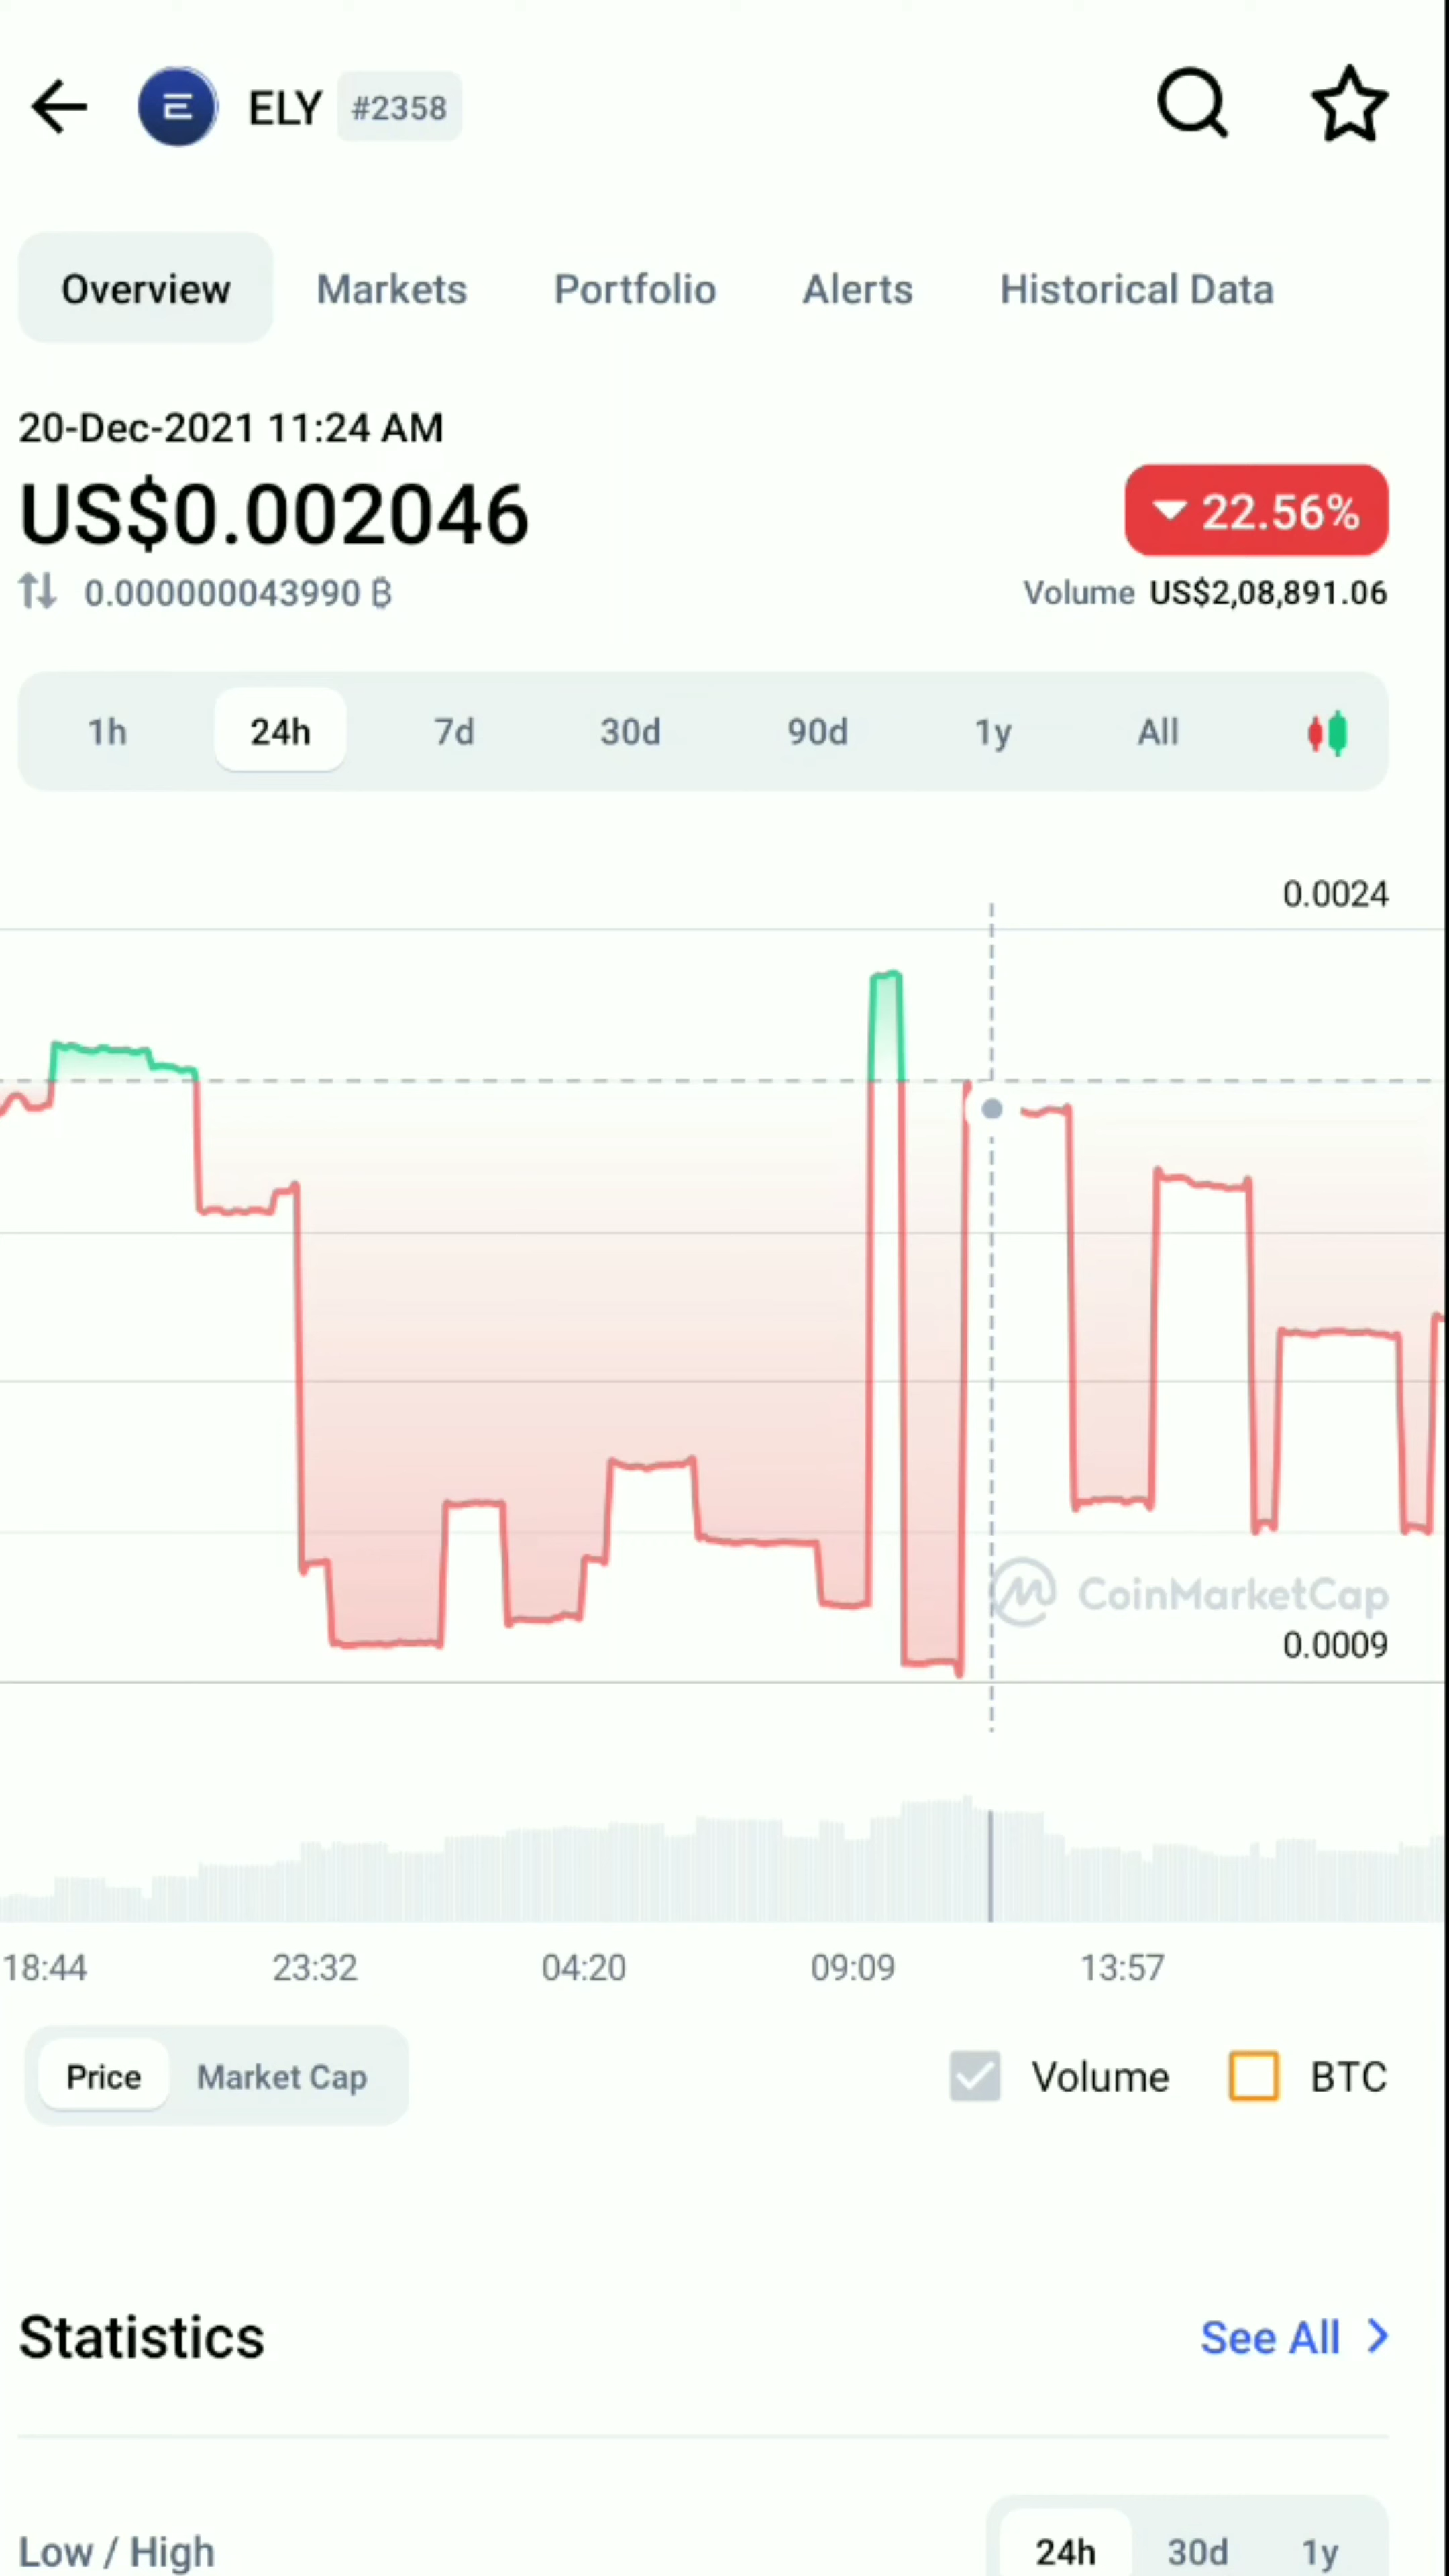 ELY #2358
Overview Markets Portfolio Alerts Historical Data
20-Dec-2021 11:24 AM
US$0.002046
22.56%
0.000000043990 ₿
Volume US$2,08,891.06
1h 24h 7d 30d 90d 1y All
0.0024
CoinMarketCap
0.0009
18:44 23:32 04:20 09:09 13:57
Price Market Cap Volume BTC
Statistics See All
Low / High 24h 30d 1y